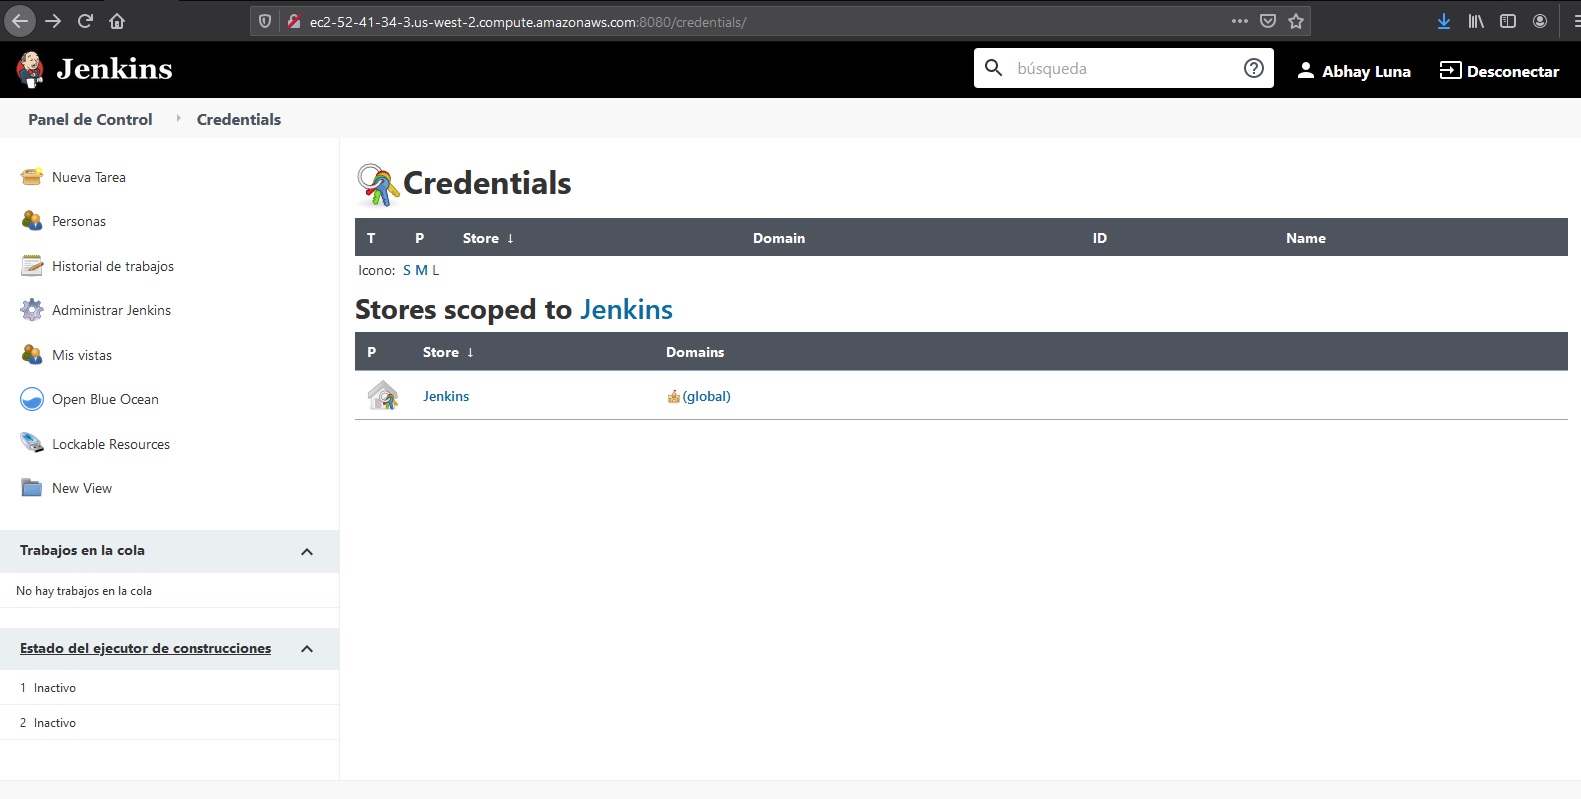 ec2-52-41-34-3.us-west-2.compute.amazonaws.com:8080/credentials/
Jenkins
búsqueda
Abhay Luna
Desconectar
Panel de Control
Credentials
Nueva Tarea
Personas
Historial de trabajos
Administrar Jenkins
Mis vistas
Open Blue Ocean
Lockable Resources
New View
Trabajos en la cola
No hay trabajos en la cola
Estado del ejecutor de construcciones
1 Inactivo
2 Inactivo
Credentials
T P Store ↓ Domain ID Name
Icono: S M L
Stores scoped to Jenkins
P Store ↓ Domains
Jenkins (global)